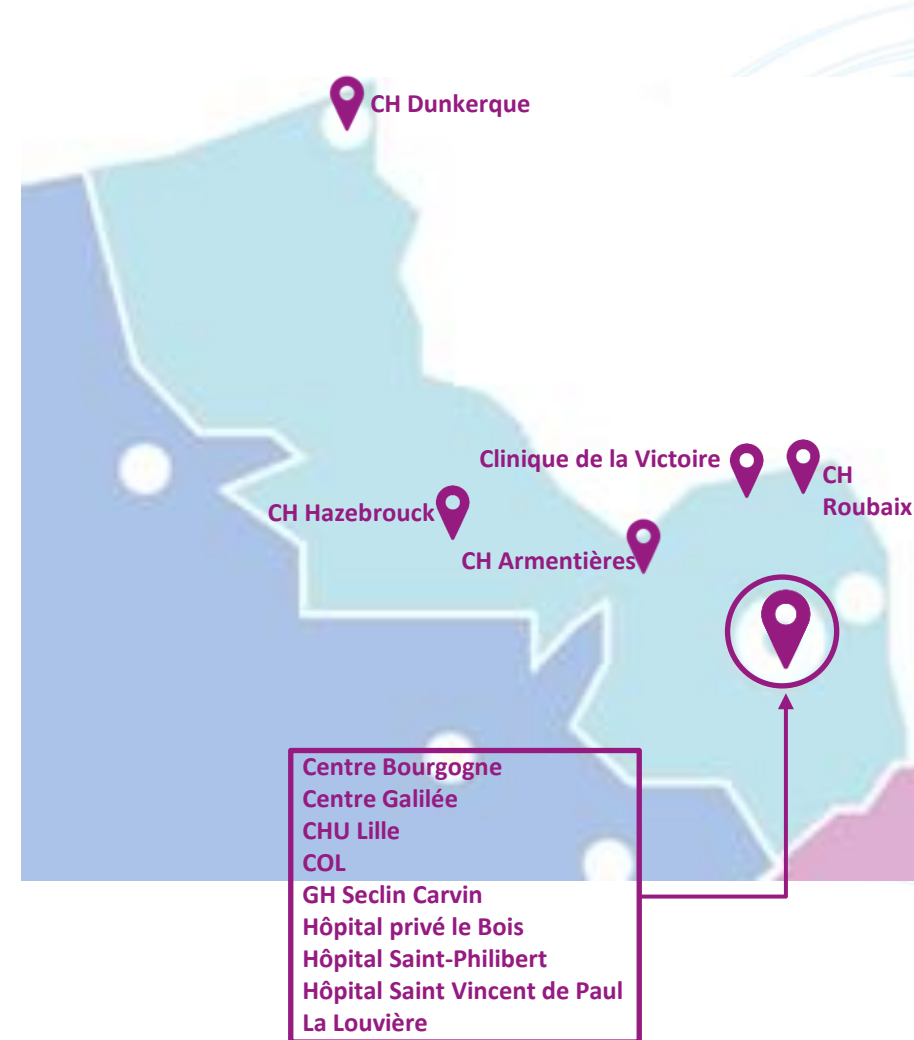 CH Dunkerque
Clinique de la Victoire
CH
Roubaix
CH Hazebrouck
CH Armentières
Centre Bourgogne
Centre Galilée
CHU Lille
COL
GH Seclin Carvin
Hôpital privé le Bois
Hôpital Saint-Philibert
Hôpital Saint Vincent de Paul
La Louvière